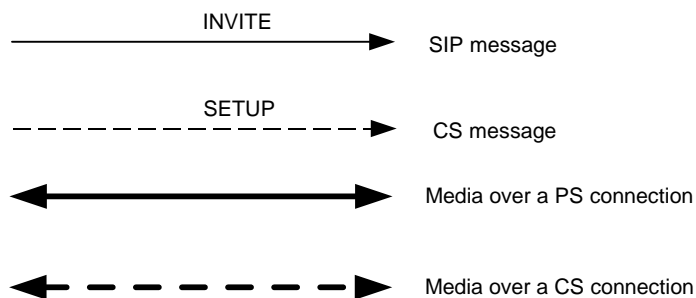 INVITE
SIP message
SETUP
CS message
Media over a PS connection
Media over a CS connection